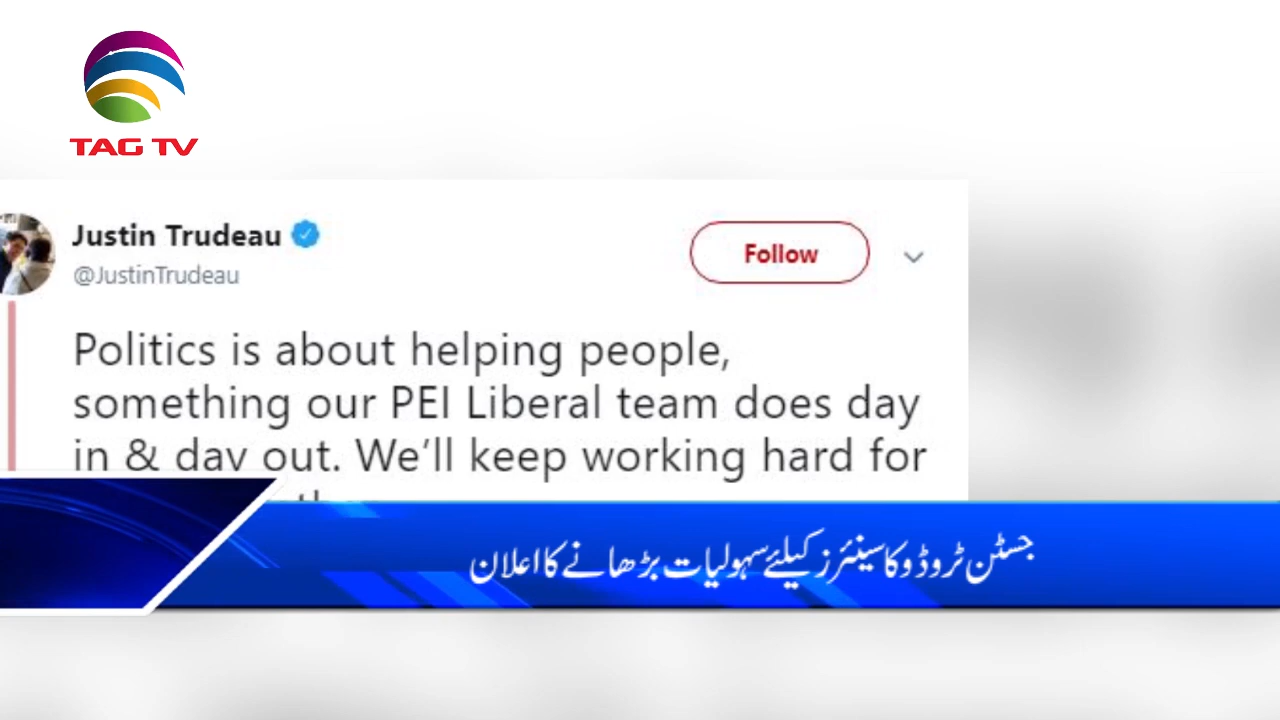 TAG TV
Justin Trudeau
@JustinTrudeau
Follow
Politics is about helping people,
something our PEI Liberal team does day
in & day out. We’ll keep working hard for
جسٹن ٹروڈو کا سینئرز کیلئے سہولیات بڑھانے کا اعلان